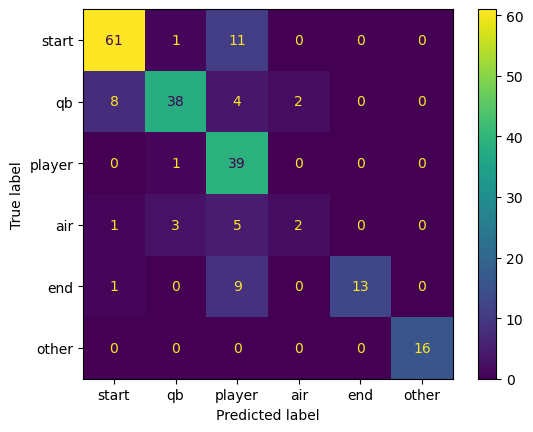 start 61 1 11 0 0 0
qb 8 38 4 2 0 0
player 0 1 39 0 0 0
air 1 3 5 2 0 0
end 1 0 9 0 13 0
other 0 0 0 0 0 16
start qb player air end other
Predicted label
True label
60
50
40
30
20
10
0